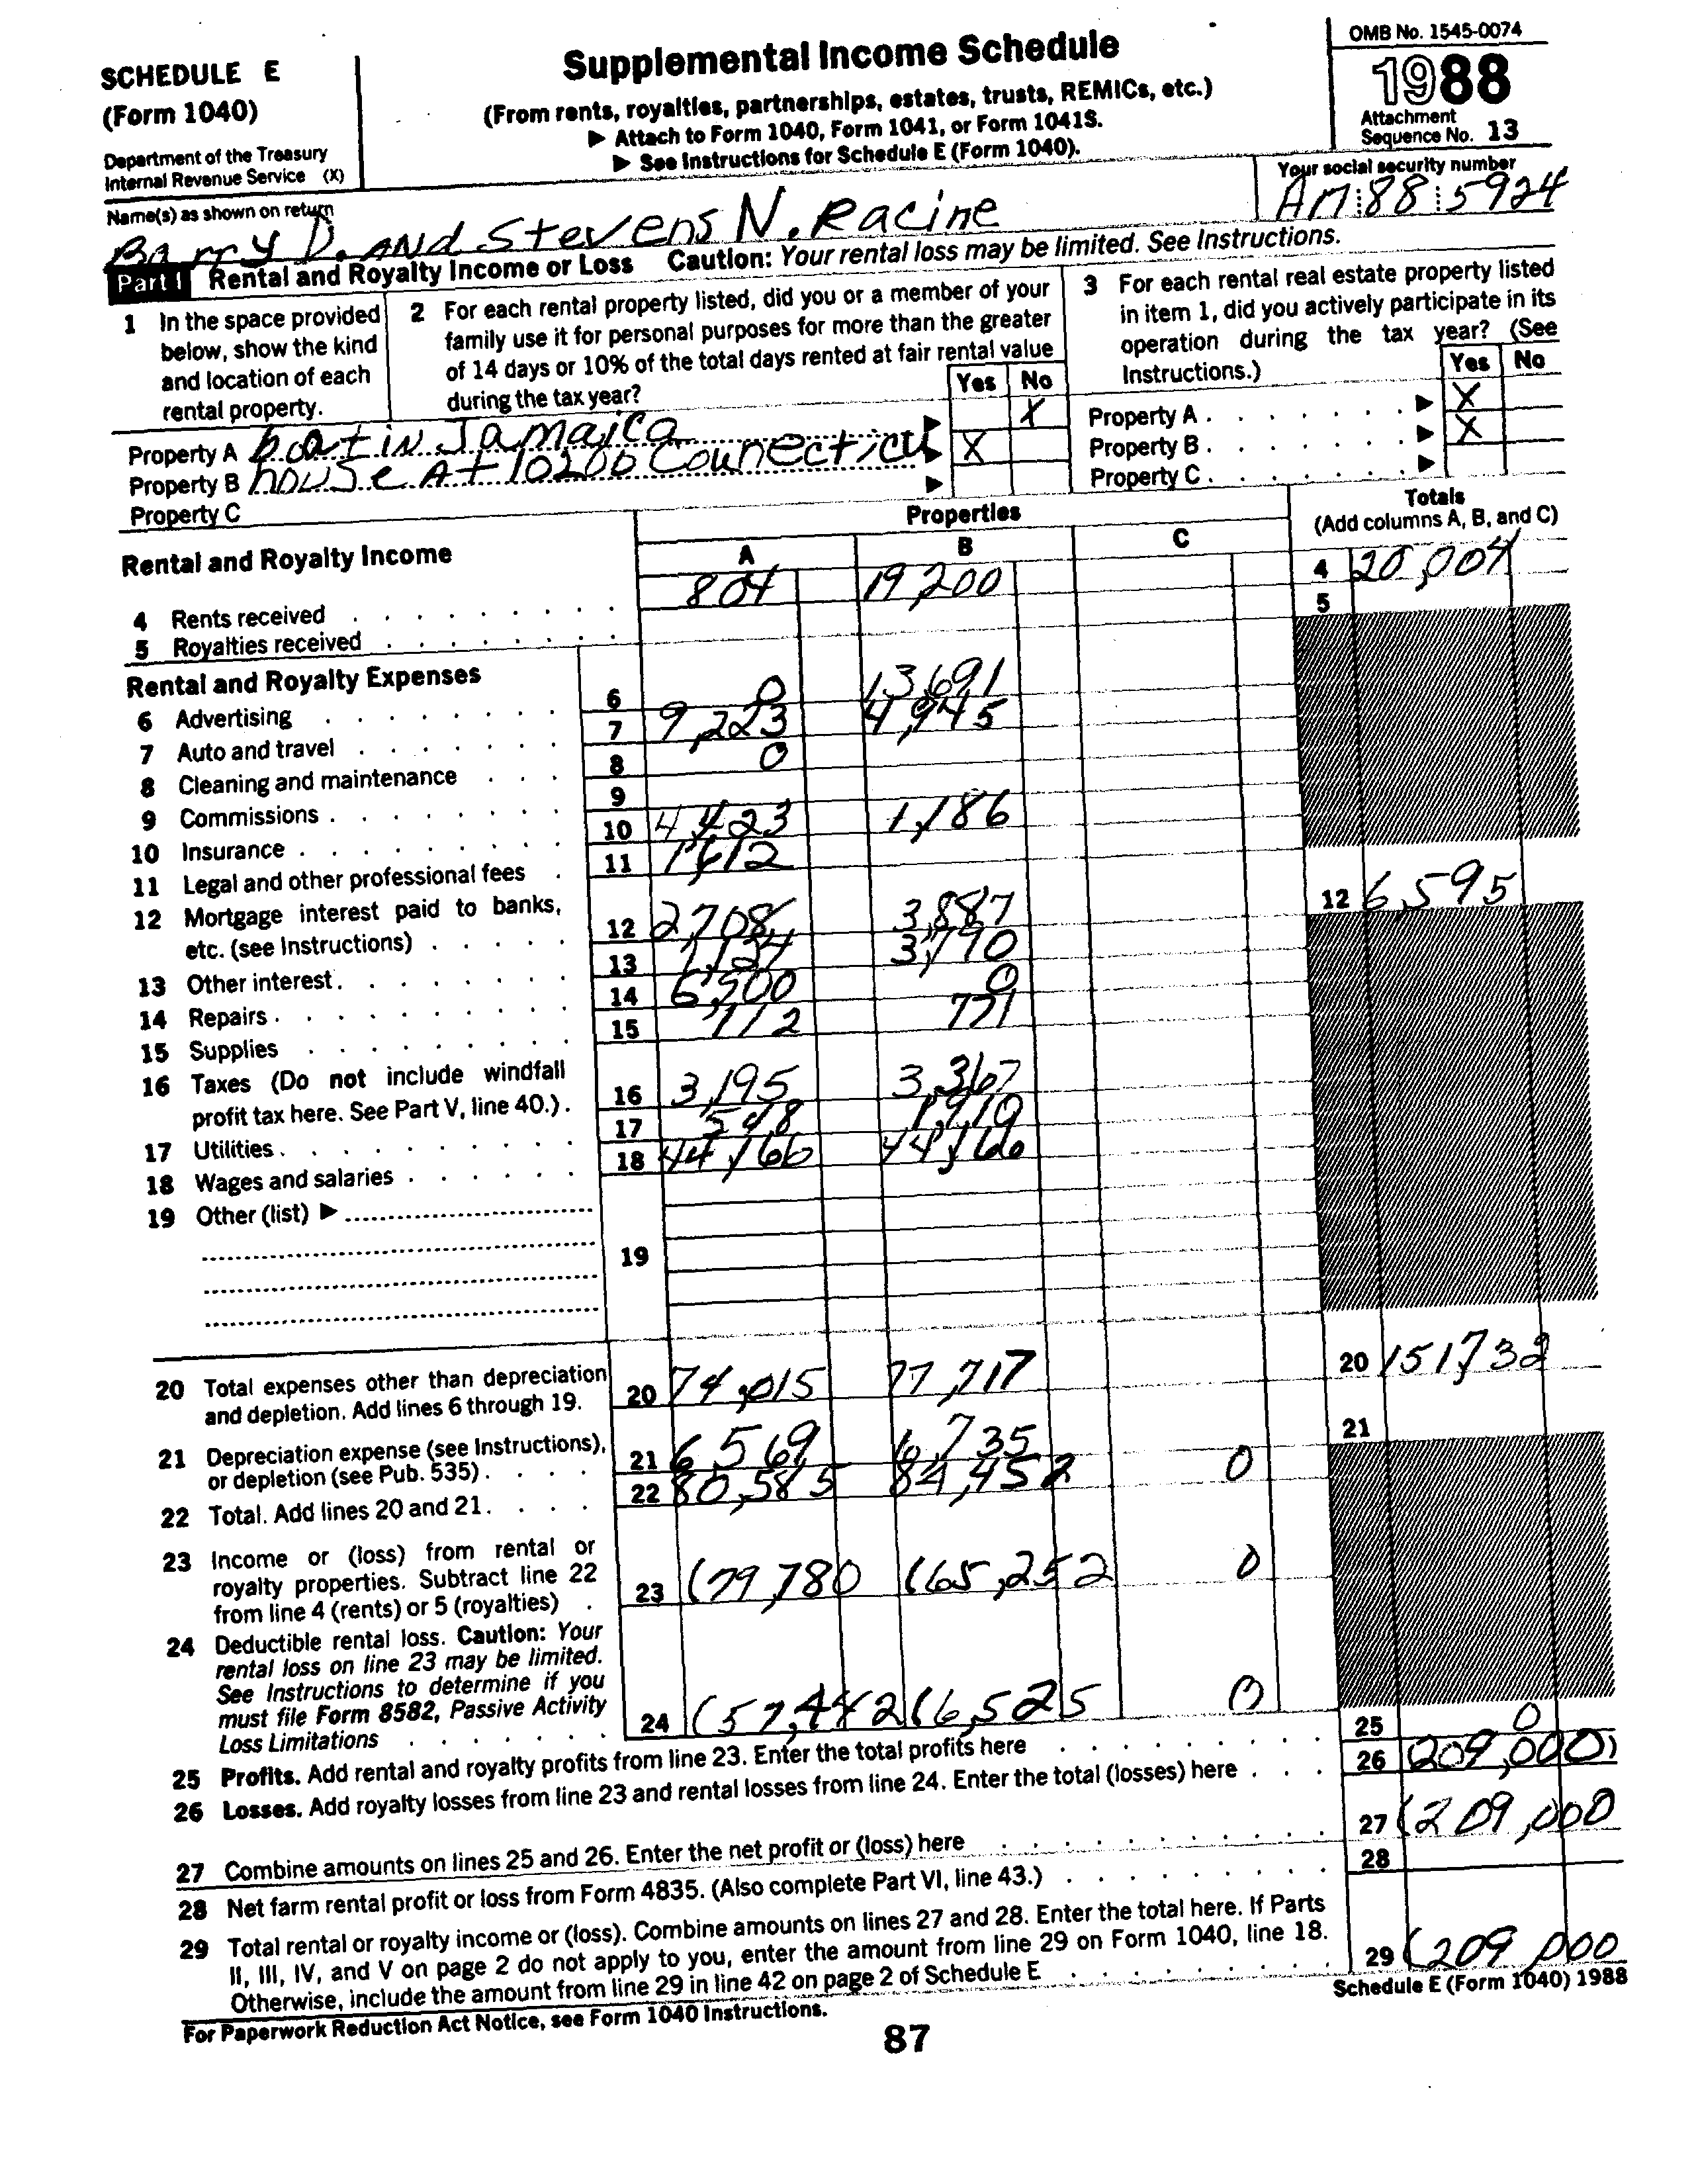 SCHEDULE E
(Form 1040)
Department of the Treasury
Internal Revenue Service (X)
Supplemental Income Schedule
(From rents, royalties, partnerships, estates, trusts, REMICs, etc.)
▶ Attach to Form 1040, Form 1041, or Form 1041S.
▶ See Instructions for Schedule E (Form 1040).
OMB No. 1545-0074
1988
Attachment
Sequence No. 13
Name(s) as shown on return
Barry D. AND Stevens N. Racine
Your social security number
AM 88 5924
Part I Rental and Royalty Income or Loss Caution: Your rental loss may be limited. See Instructions.
1 In the space provided
below, show the kind
and location of each
rental property.
2 For each rental property listed, did you or a member of your
family use it for personal purposes for more than the greater
of 14 days or 10% of the total days rented at fair rental value
during the tax year?
Yes No
3 For each rental real estate property listed
in item 1, did you actively participate in its
operation during the tax year? (See
Instructions.)
Yes No
Property A boat in Jamaica ▶ X Property A . . . . . . . ▶ X
Property B house At 10200 Counecticu ▶ X Property B . . . . . . . ▶ X
Property C ▶ Property C . . . . . . . ▶
Rental and Royalty Income
Properties
A B C
Totals
(Add columns A, B, and C)
4 Rents received 804 19,200 4 20,004
5 Royalties received 5
Rental and Royalty Expenses
6 Advertising 6 0 13,691
7 Auto and travel 7 9,223 4,945
8 Cleaning and maintenance 8 0
9 Commissions 9
10 Insurance 10 4,423 1,186
11 Legal and other professional fees 11 1,612
12 Mortgage interest paid to banks,
etc. (see Instructions) 12 2,708 3,887 12 6,595
13 Other interest 13 1,124 3,790
14 Repairs 14 6,900 0
15 Supplies 15 112 771
16 Taxes (Do not include windfall
profit tax here. See Part V, line 40.) 16 3,195 3,367
17 Utilities 17 548 1,910
18 Wages and salaries 18 44,166 44,166
19 Other (list) ▶
19
20 Total expenses other than depreciation
and depletion. Add lines 6 through 19. 20 74,015 77,717 20 151,732
21 Depreciation expense (see Instructions),
or depletion (see Pub. 535) 21 6,569 6,735 21
22 Total. Add lines 20 and 21 22 80,585 84,452 0
23 Income or (loss) from rental or
royalty properties. Subtract line 22
from line 4 (rents) or 5 (royalties) 23 (79,780 (65,252 0
24 Deductible rental loss. Caution: Your
rental loss on line 23 may be limited.
See Instructions to determine if you
must file Form 8582, Passive Activity
Loss Limitations 24 (57,442 (6,525 0
25 Profits. Add rental and royalty profits from line 23. Enter the total profits here 25 0
26 Losses. Add royalty losses from line 23 and rental losses from line 24. Enter the total (losses) here 26 (209,000)
27 Combine amounts on lines 25 and 26. Enter the net profit or (loss) here 27 (209,000
28 Net farm rental profit or loss from Form 4835. (Also complete Part VI, line 43.) 28
29 Total rental or royalty income or (loss). Combine amounts on lines 27 and 28. Enter the total here. If Parts
II, III, IV, and V on page 2 do not apply to you, enter the amount from line 29 on Form 1040, line 18.
Otherwise, include the amount from line 29 in line 42 on page 2 of Schedule E 29 (209,000
For Paperwork Reduction Act Notice, see Form 1040 Instructions.
Schedule E (Form 1040) 1988
87